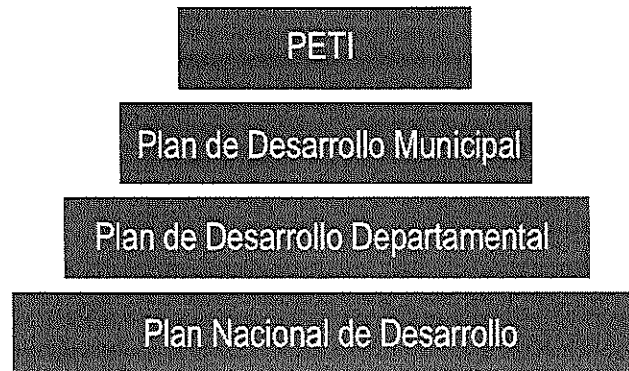 PETI
Plan de Desarrollo Municipal
Plan de Desarrollo Departamental
Plan Nacional de Desarrollo